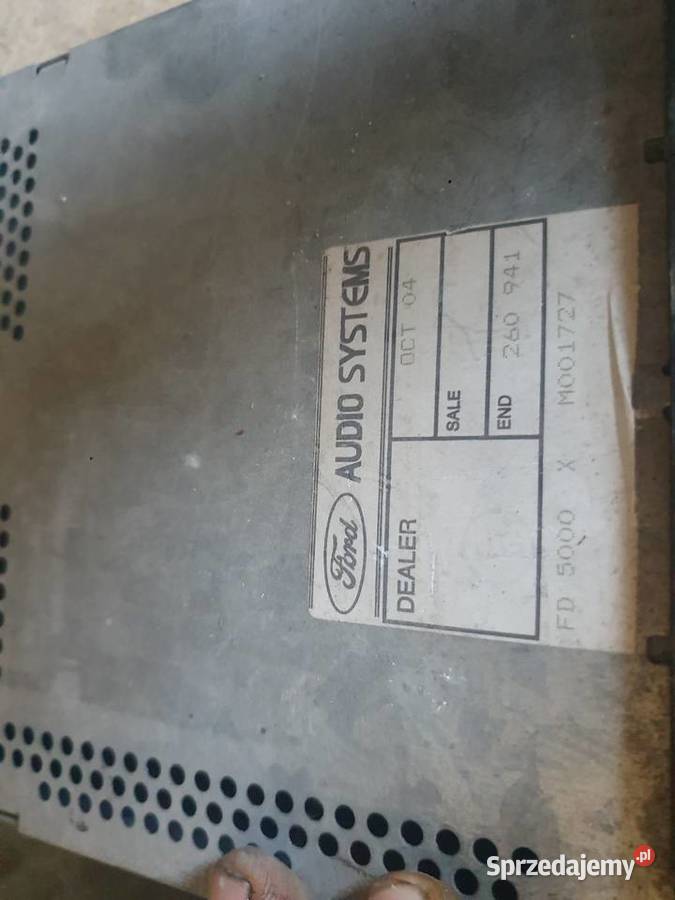 Ford AUDIO SYSTEMS
DEALER
OCT 04
SALE
END 260 941
FD 5000 X M001727
Sprzedajemy.pl